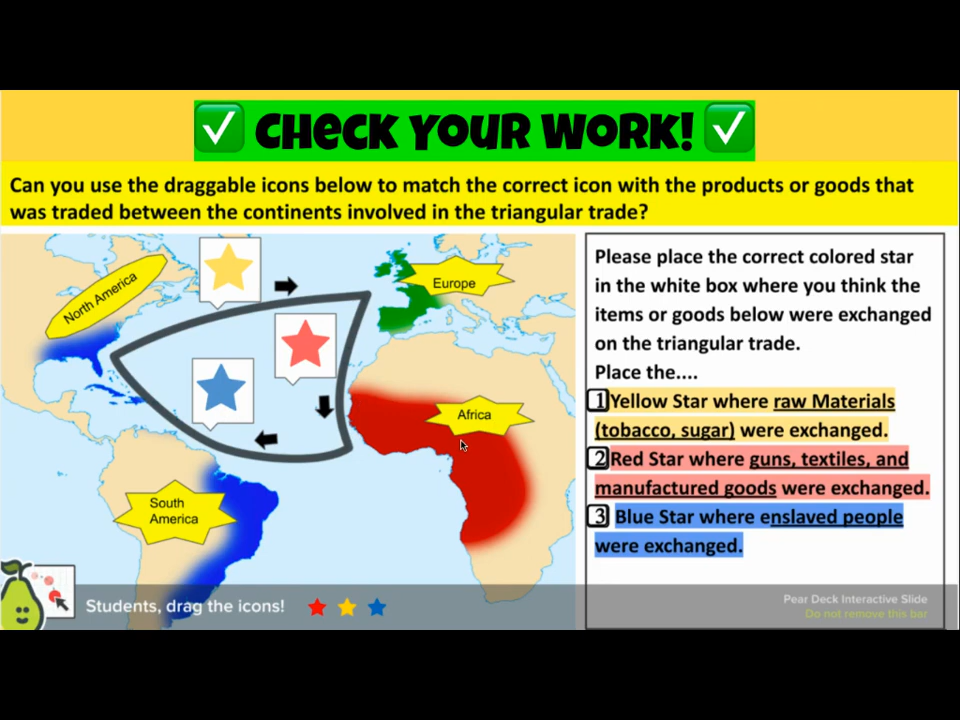 CHECK YOUR WORK!
Can you use the draggable icons below to match the correct icon with the products or goods that
was traded between the continents involved in the triangular trade?
North America
Europe
Africa
South
America
Please place the correct colored star
in the white box where you think the
items or goods below were exchanged
on the triangular trade.
Place the....
1 Yellow Star where raw Materials
(tobacco, sugar) were exchanged.
2 Red Star where guns, textiles, and
manufactured goods were exchanged.
3 Blue Star where enslaved people
were exchanged.
Students, drag the icons!
Pear Deck Interactive Slide
Do not remove this bar